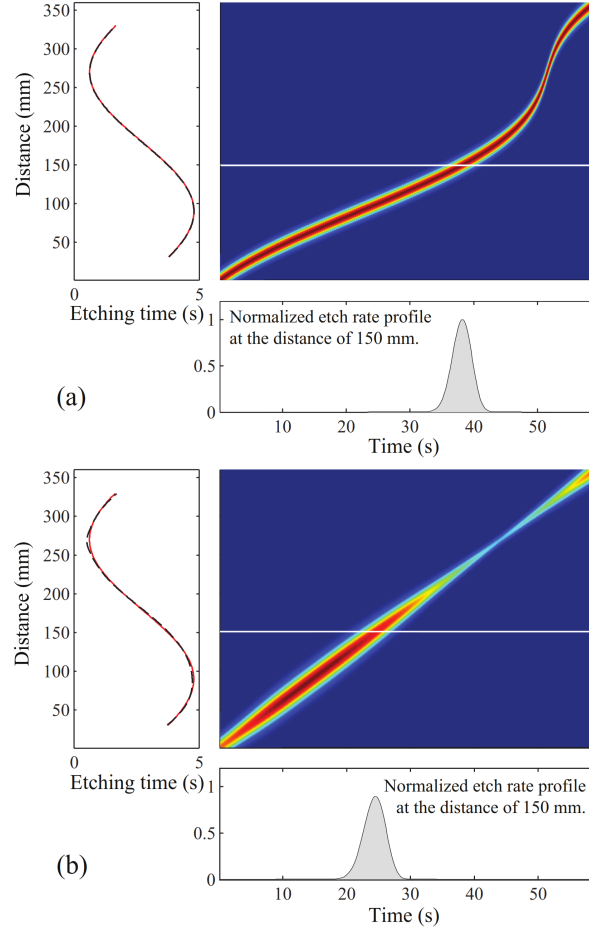 350
300
250
200
150
100
50
Distance (mm)
0
5
Etching time (s)
Normalized etch rate profile
at the distance of 150 mm.
1
0.5
0
10
20
30
40
50
Time (s)
(a)
350
300
250
200
150
100
50
Distance (mm)
0
5
Etching time (s)
Normalized etch rate profile
at the distance of 150 mm.
1
0.5
0
10
20
30
40
50
Time (s)
(b)